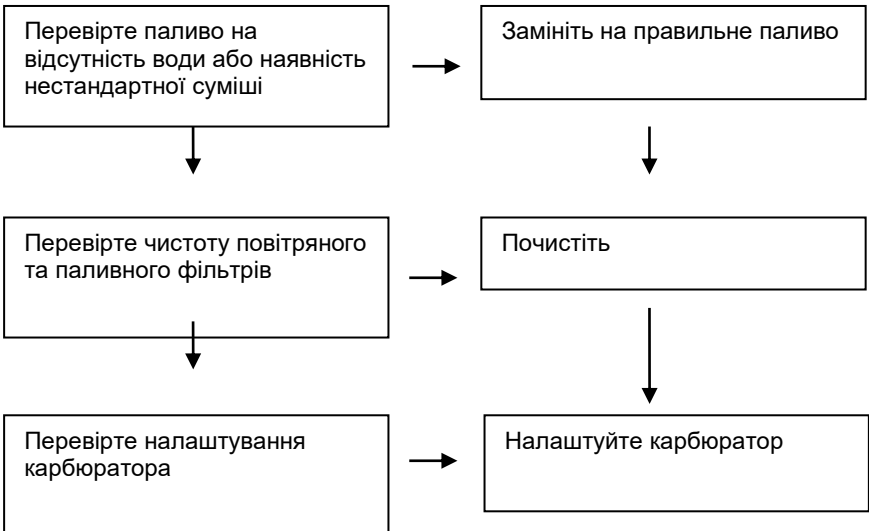 Перевірте паливо на
відсутність води або наявність
нестандартної суміші
Замініть на правильне паливо
Перевірте чистоту повітряного
та паливного фільтрів
Почистіть
Перевірте налаштування
карбюратора
Налаштуйте карбюратор